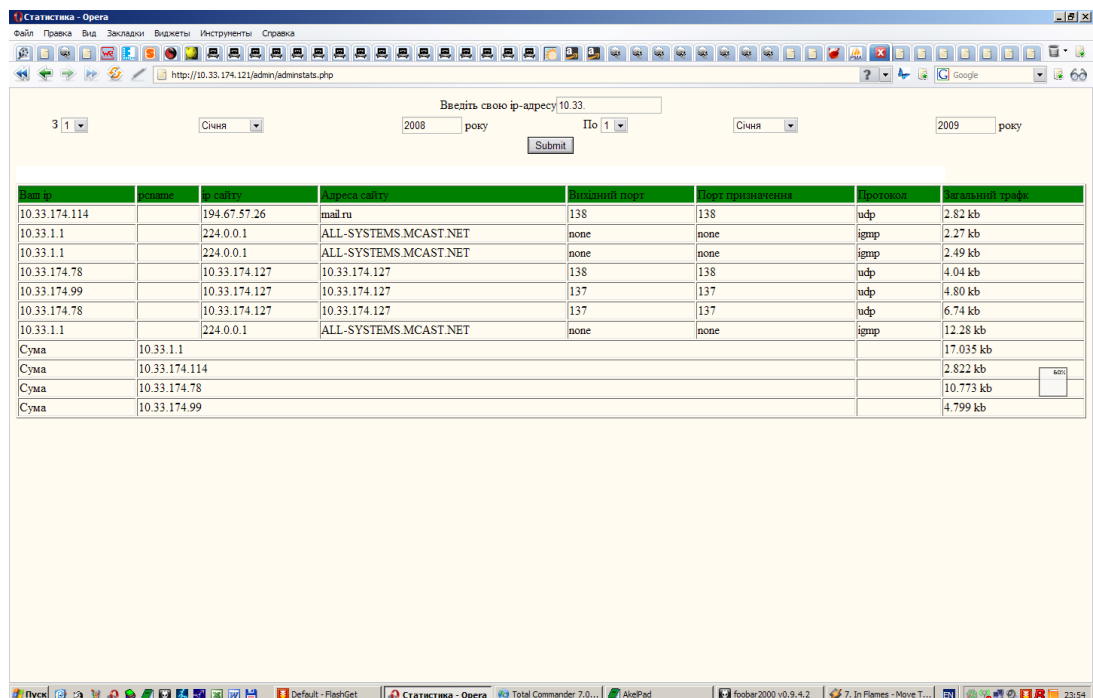 Статистика - Opera
Файл Правка Вид Закладки Виджеты Инструменты Справка
http://10.33.174.121/admin/adminstats.php ? G Google
Введіть свою ip-адресу 10.33.
З 1 Січня 2008 року По 1 Січня 2009 року
Submit
Ваш ip pcname ip сайту Адреса сайту Вихідний порт Порт призначення Протокол Загальний трафк
10.33.174.114 194.67.57.26 mail.ru 138 138 udp 2.82 kb
10.33.1.1 224.0.0.1 ALL-SYSTEMS.MCAST.NET none none igmp 2.27 kb
10.33.1.1 224.0.0.1 ALL-SYSTEMS.MCAST.NET none none igmp 2.49 kb
10.33.174.78 10.33.174.127 10.33.174.127 138 138 udp 4.04 kb
10.33.174.99 10.33.174.127 10.33.174.127 137 137 udp 4.80 kb
10.33.174.78 10.33.174.127 10.33.174.127 137 137 udp 6.74 kb
10.33.1.1 224.0.0.1 ALL-SYSTEMS.MCAST.NET none none igmp 12.28 kb
Сума 10.33.1.1 17.035 kb
Сума 10.33.174.114 2.822 kb
60%
Сума 10.33.174.78 10.773 kb
Сума 10.33.174.99 4.799 kb
Пуск Default - FlashGet Статистика - Opera Total Commander 7.0... AkelPad foobar2000 v0.9.4.2 7. In Flames - Move T... EN 23:54